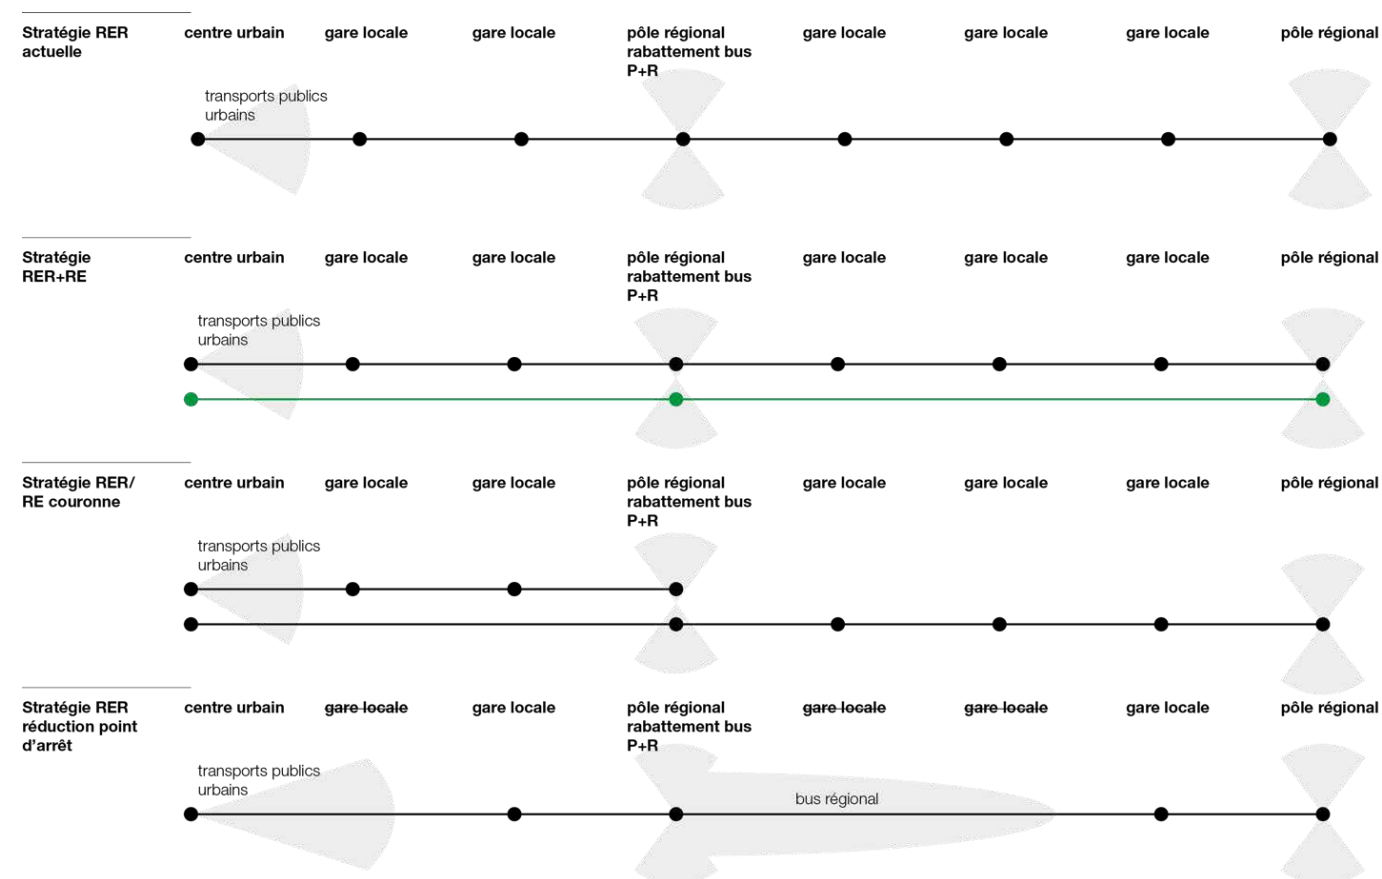 Stratégie RER
actuelle
centre urbain
gare locale
gare locale
pôle régional
rabattement bus
P+R
gare locale
gare locale
gare locale
pôle régional
transports publics
urbains
Stratégie
RER+RE
centre urbain
gare locale
gare locale
pôle régional
rabattement bus
P+R
gare locale
gare locale
gare locale
pôle régional
transports publics
urbains
Stratégie RER/
RE couronne
centre urbain
gare locale
gare locale
pôle régional
rabattement bus
P+R
gare locale
gare locale
gare locale
pôle régional
transports publics
urbains
Stratégie RER
réduction point
d'arrêt
centre urbain
gare locale
gare locale
pôle régional
rabattement bus
P+R
gare locale
gare locale
gare locale
pôle régional
transports publics
urbains
bus régional